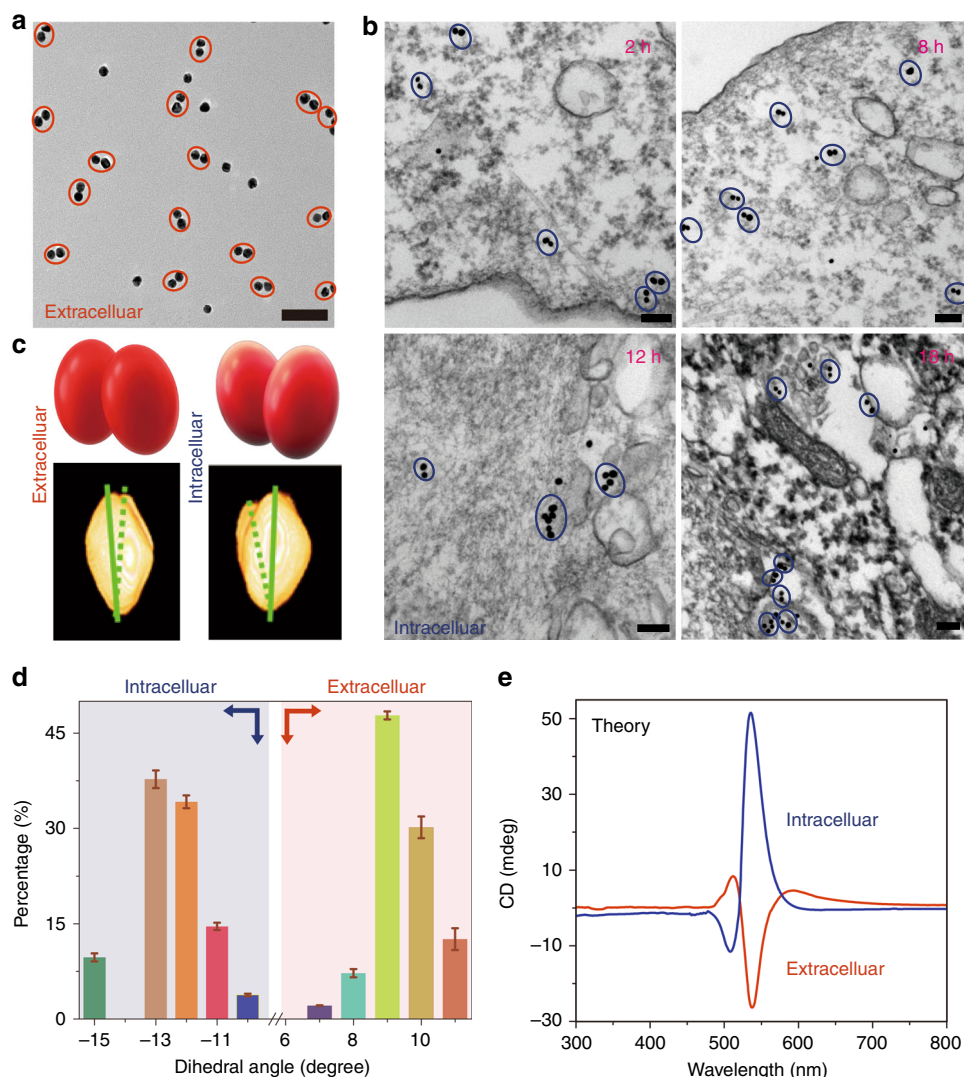 a
Extracelluar
b
2 h
8 h
12 h
18 h
Intracelluar
c
Extracelluar
Intracelluar
d
Intracelluar
Extracelluar
45
30
15
0
Percentage (%)
–15
–13
–11
6
8
10
Dihedral angle (degree)
e
Theory
50
30
10
–10
–30
CD (mdeg)
Intracelluar
Extracelluar
300
400
500
600
700
800
Wavelength (nm)